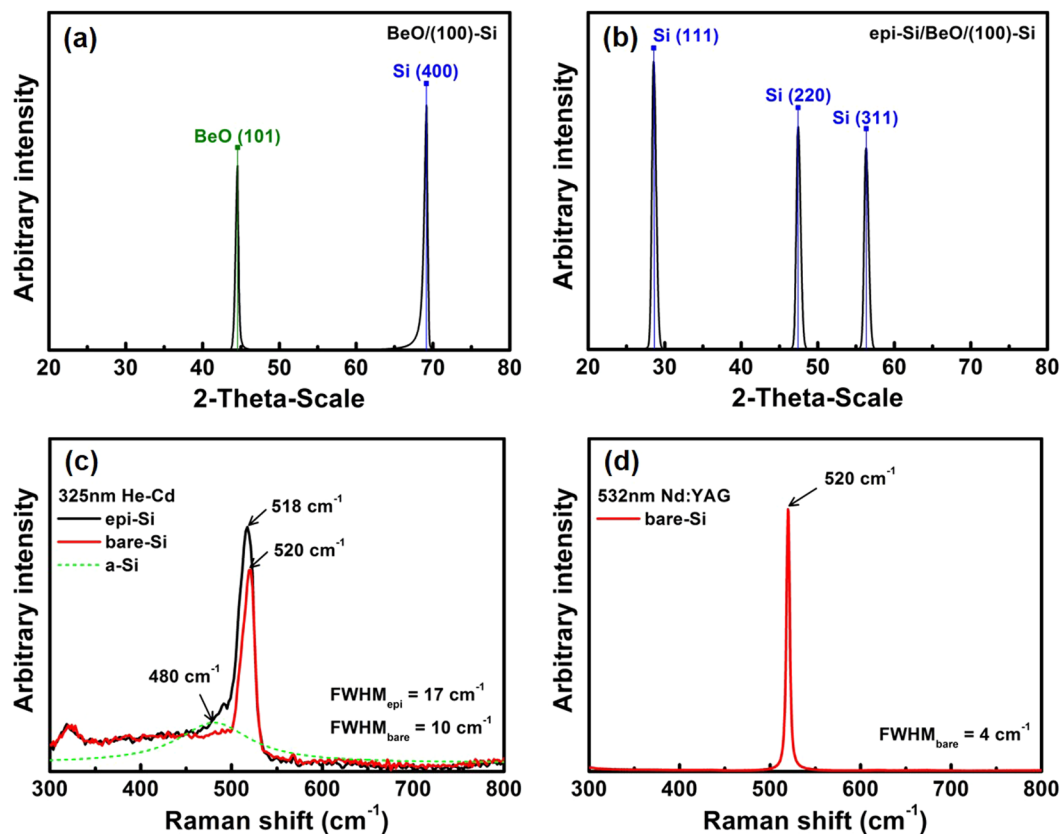 (a)
BeO/(100)-Si
Si (400)
BeO (101)
Arbitrary intensity
20 30 40 50 60 70 80
2-Theta-Scale
(b)
epi-Si/BeO/(100)-Si
Si (111)
Si (220)
Si (311)
Arbitrary intensity
20 30 40 50 60 70 80
2-Theta-Scale
(c)
325nm He-Cd
epi-Si
bare-Si
a-Si
518 cm⁻¹
520 cm⁻¹
480 cm⁻¹
FWHMₑₚᵢ = 17 cm⁻¹
FWHM_bare = 10 cm⁻¹
Arbitrary Intensity
300 400 500 600 700 800
Raman shift (cm⁻¹)
(d)
532nm Nd:YAG
bare-Si
520 cm⁻¹
FWHM_bare = 4 cm⁻¹
Arbitrary Intensity
300 400 500 600 700 800
Raman shift (cm⁻¹)